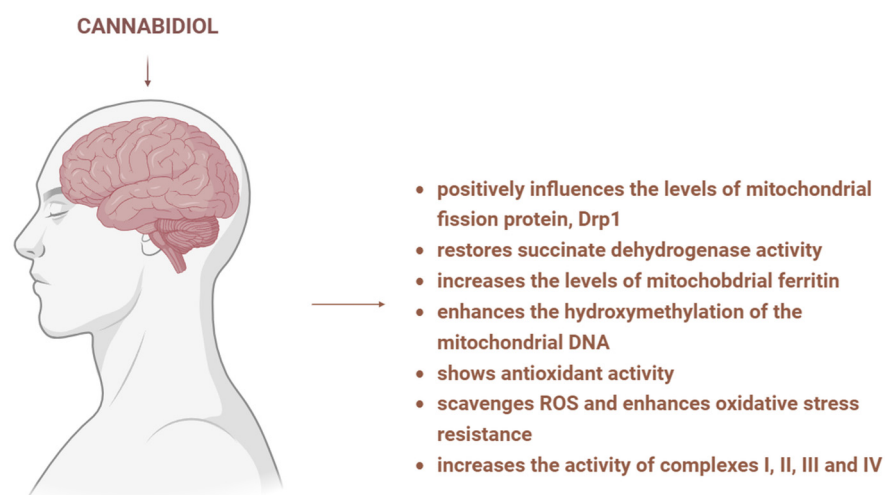 CANNABIDIOL
• positively influences the levels of mitochondrial
fission protein, Drp1
• restores succinate dehydrogenase activity
• increases the levels of mitochobdrial ferritin
• enhances the hydroxymethylation of the
mitochondrial DNA
• shows antioxidant activity
• scavenges ROS and enhances oxidative stress
resistance
• increases the activity of complexes I, II, III and IV